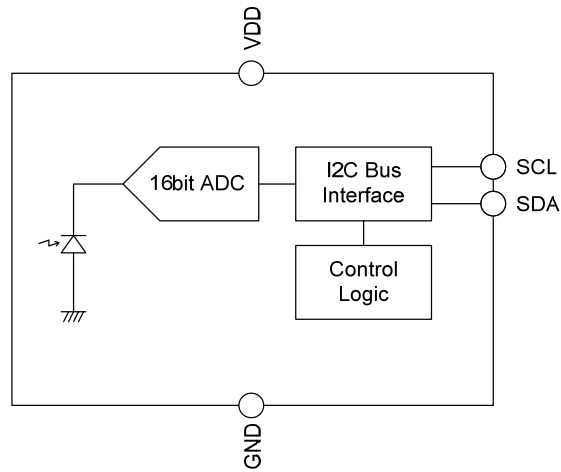 VDD
16bit ADC
I2C Bus
Interface
SCL
SDA
Control
Logic
GND